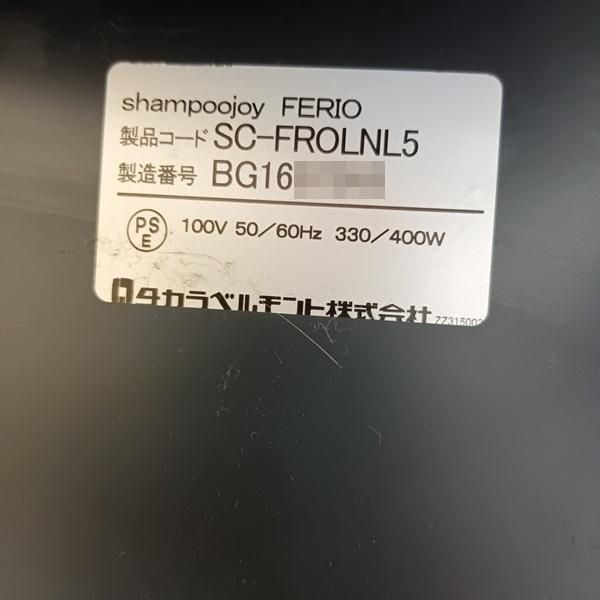 shampoojoy FERIO
製品コード SC-FROLNL5
製造番号 BG16
PS
E
100V 50/60Hz 330/400W
タカラベルモント株式会社
ZZ315002